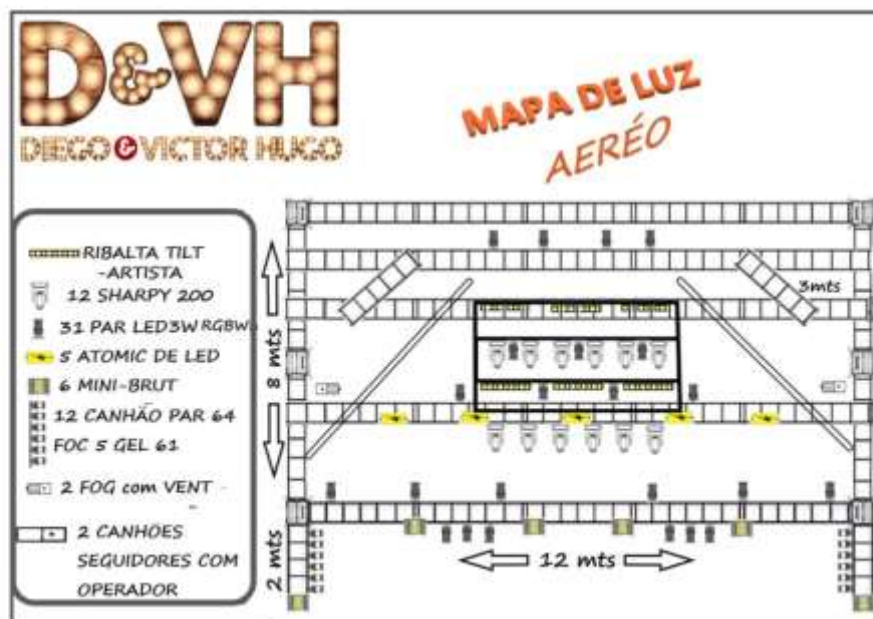 D&VH
DIEGO & VICTOR HUGO
MAPA DE LUZ
AERÉO
RIBALTA TILT
-ARTISTA
12 SHARPY 200
31 PAR LED3W RGBW
5 ATOMIC DE LED
6 MINI-BRUT
12 CANHÃO PAR 64
FOC 5 GEL 61
2 FOG com VENT - -
2 CANHOES
SEGUIDORES COM
OPERADOR
3mts
8 mts
2 mts
12 mts